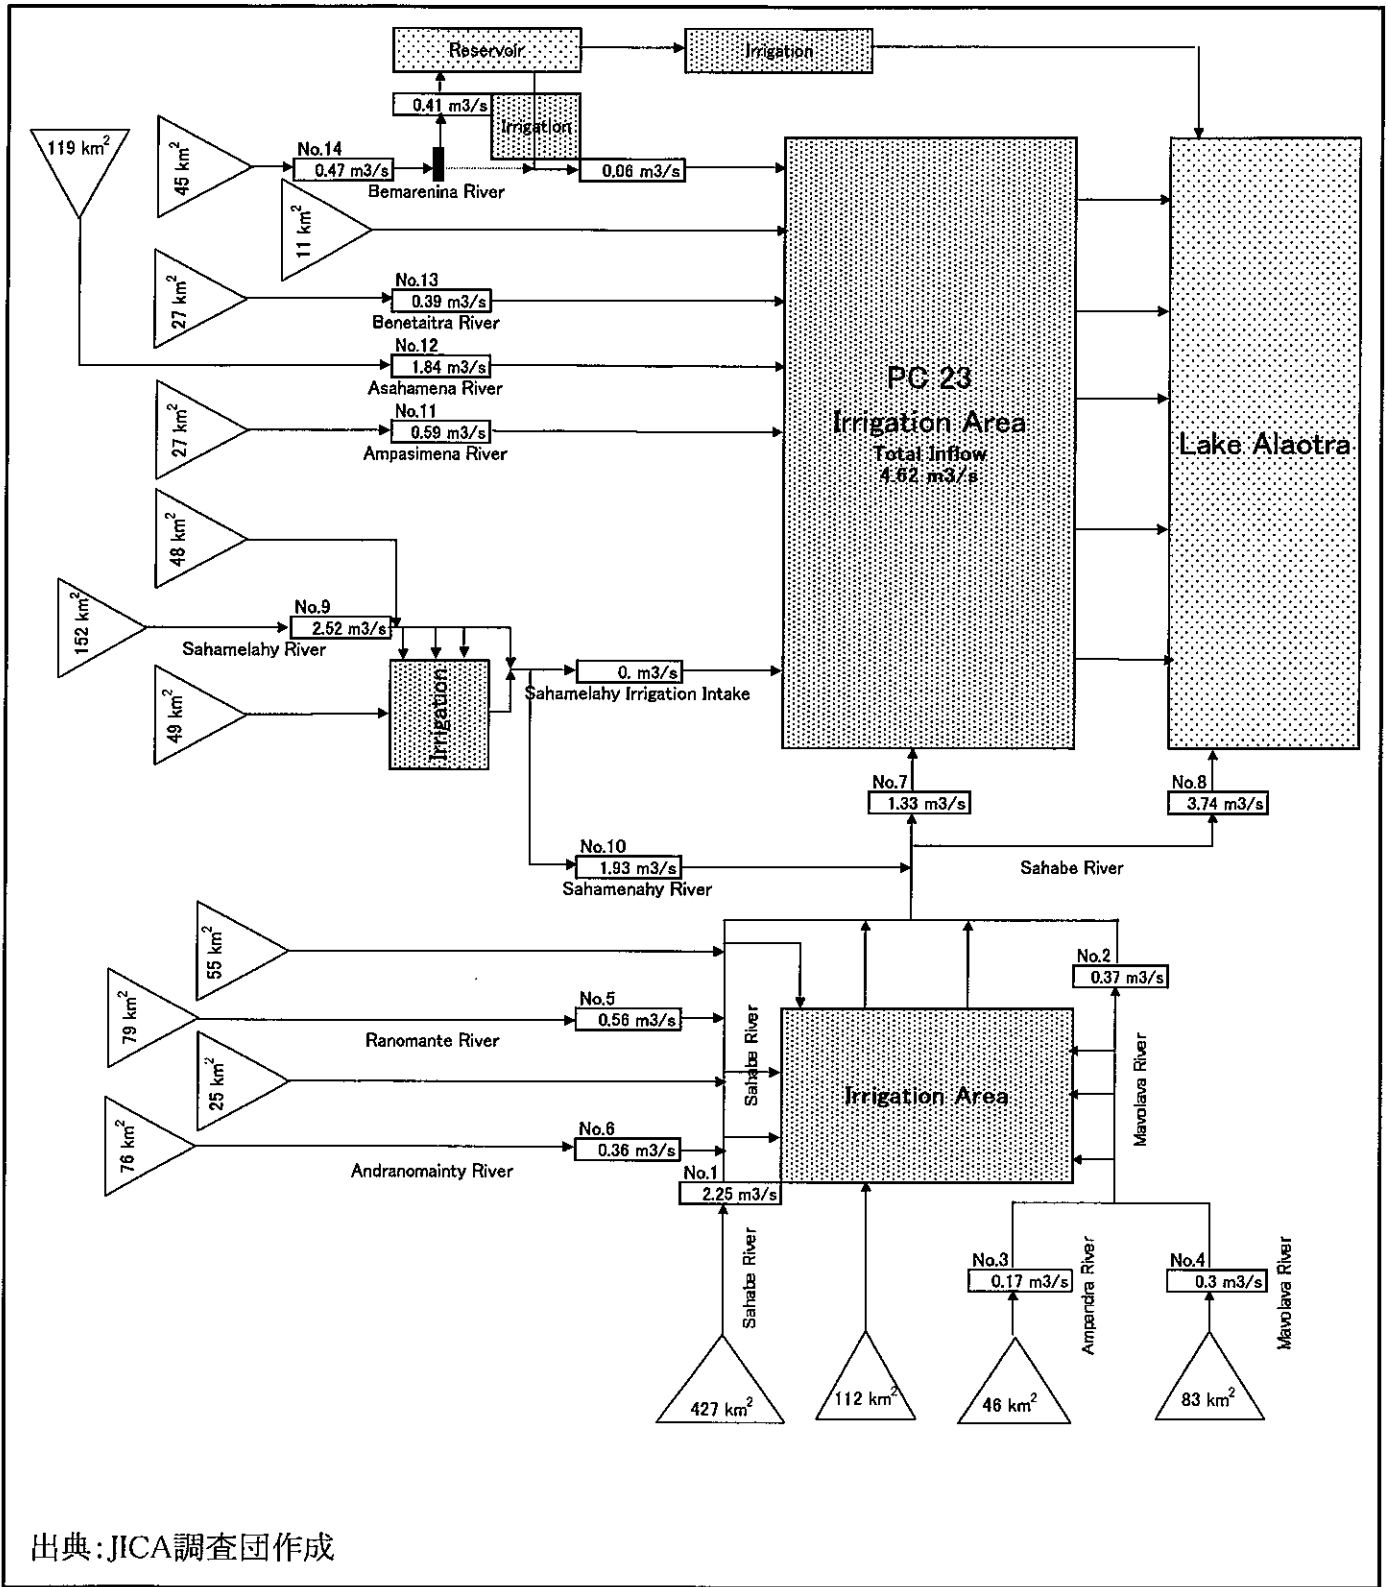 Reservoir
Irrigation
0.41 m3/s
Irrigation
119 km²
45 km²
No.14
0.47 m3/s
0.06 m3/s
Bemarenina River
11 km²
27 km²
No.13
0.39 m3/s
Benetaitra River
No.12
1.84 m3/s
Asahamena River
27 km²
No.11
0.59 m3/s
Ampasimena River
PC 23
Irrigation Area
Total Inflow
4.62 m3/s
Lake Alaotra
48 km²
152 km²
No.9
2.52 m3/s
Sahamelahy River
49 km²
Irrigation
0. m3/s
Sahamelahy Irrigation Intake
No.7
1.33 m3/s
No.8
3.74 m3/s
No.10
1.93 m3/s
Sahamenahy River
Sahabe River
55 km²
No.2
0.37 m3/s
79 km²
No.5
0.56 m3/s
Ranomante River
Sahabe River
Mavolava River
25 km²
Irrigation Area
76 km²
No.6
0.36 m3/s
Andranomainty River
No.1
2.25 m3/s
Sahabe River
No.3
0.17 m3/s
Ampandra River
No.4
0.3 m3/s
Mavolava River
427 km²
112 km²
46 km²
83 km²
出典:JICA調査団作成